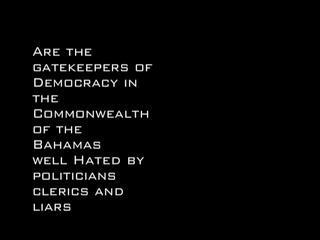 Are the
gatekeepers of
Democracy in
the
Commonwealth
of the
Bahamas
well Hated by
politicians
clerics and
liars